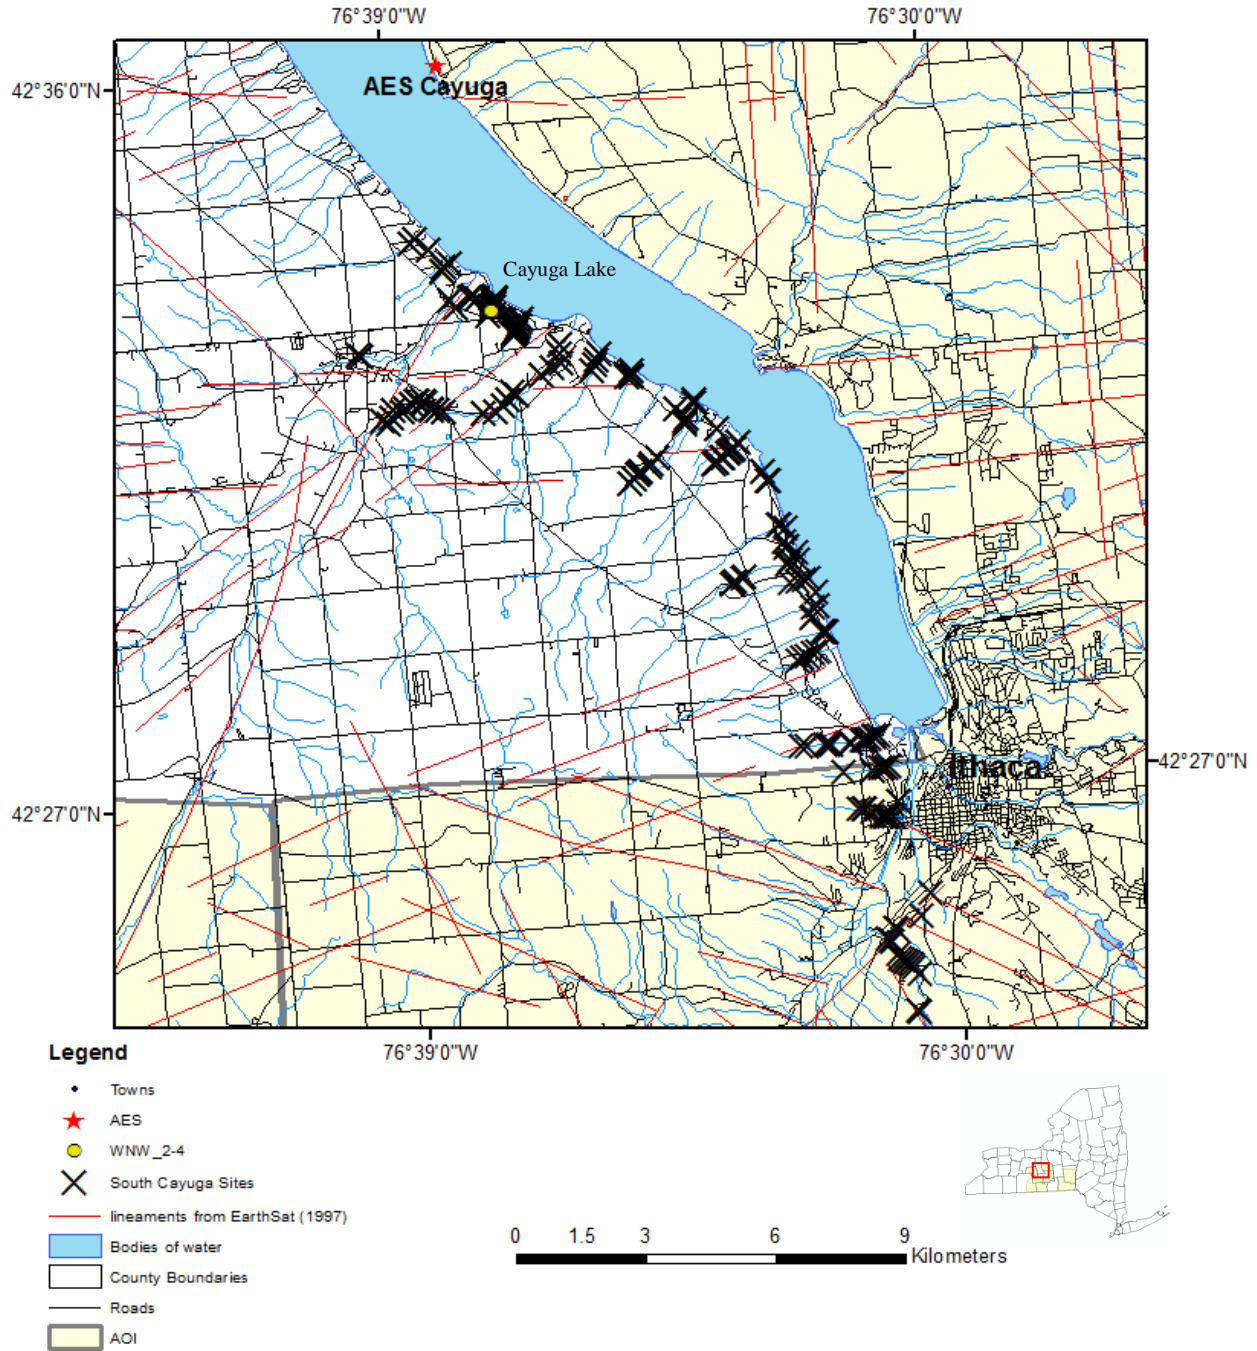 76°39'0"W
76°30'0"W
42°36'0"N
AES Cayuga
Cayuga Lake
42°27'0"N
Ithaca
42°27'0"N
76°39'0"W
76°30'0"W
Legend
Towns
AES
WNW_2-4
South Cayuga Sites
lineaments from EarthSat (1997)
Bodies of water
County Boundaries
Roads
AOI
0 1.5 3 6 9
Kilometers